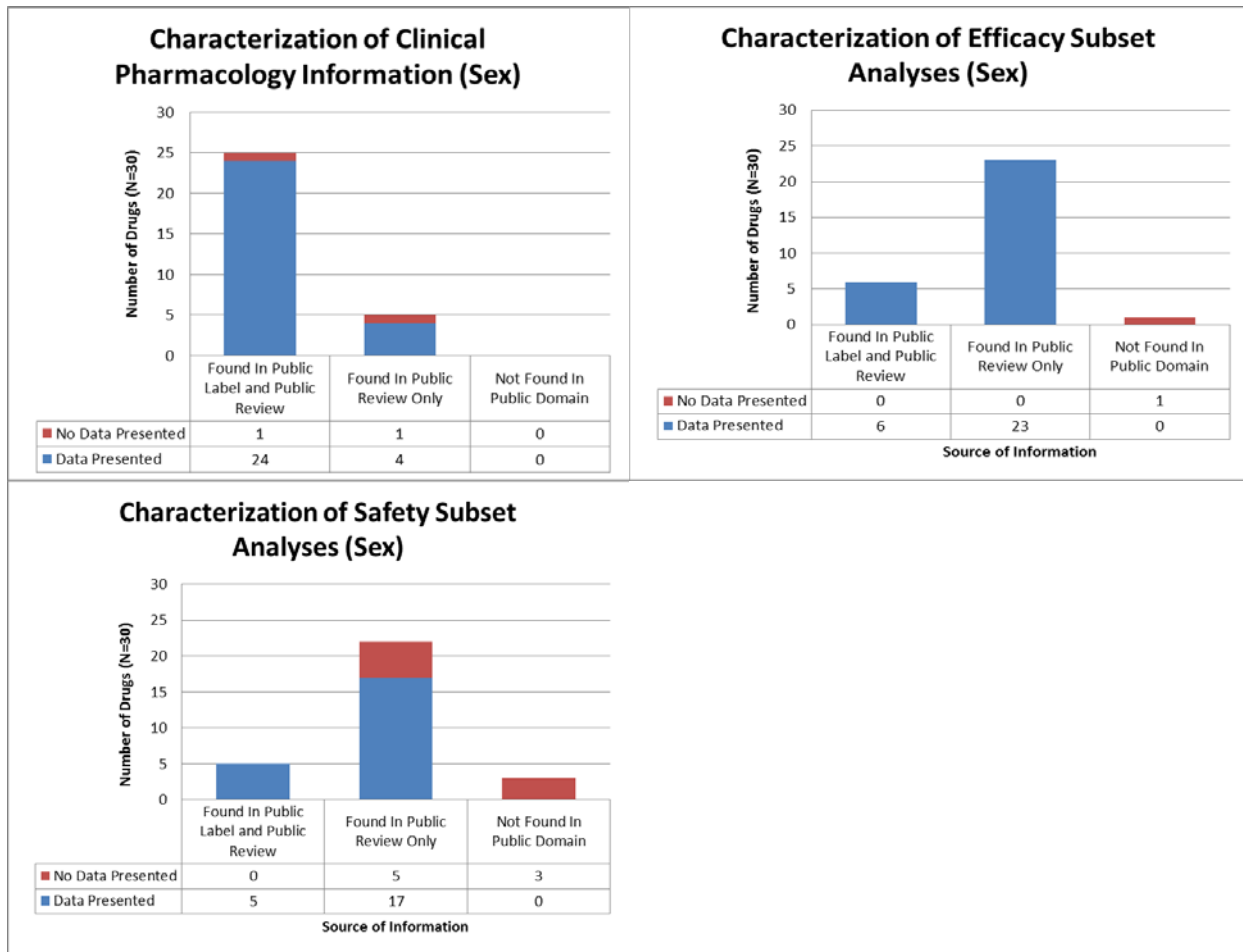 Characterization of Clinical
Pharmacology Information (Sex)
Number of Drugs (N=30)
30
25
20
15
10
5
0
Found In Public
Label and Public
Review
Found In Public
Review Only
Not Found In
Public Domain
No Data Presented 1 1 0
Data Presented 24 4 0
Characterization of Efficacy Subset
Analyses (Sex)
Number of Drugs (N=30)
30
25
20
15
10
5
0
Found In Public
Label and Public
Review
Found In Public
Review Only
Not Found In
Public Domain
No Data Presented 0 0 1
Data Presented 6 23 0
Source of Information
Characterization of Safety Subset
Analyses (Sex)
Number of Drugs (N=30)
30
25
20
15
10
5
0
Found In Public
Label and Public
Review
Found In Public
Review Only
Not Found In
Public Domain
No Data Presented 0 5 3
Data Presented 5 17 0
Source of Information